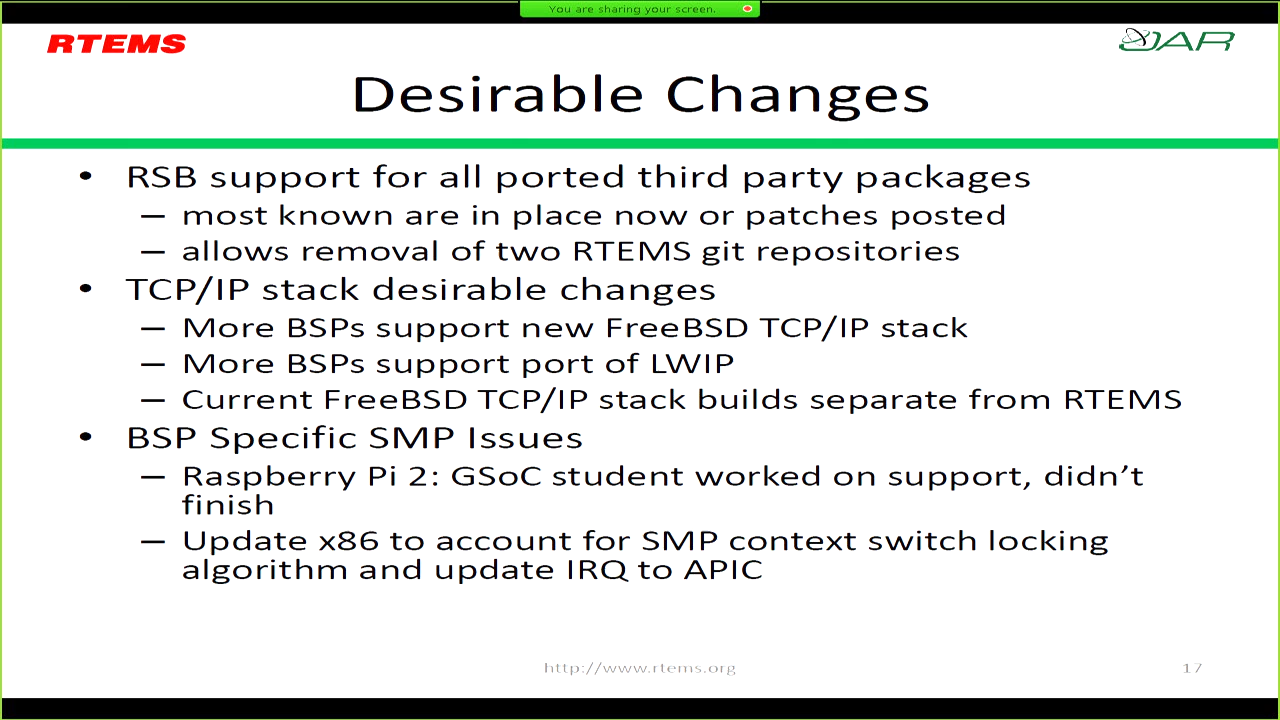 You are sharing your screen.
RTEMS
OAR
Desirable Changes
• RSB support for all ported third party packages
– most known are in place now or patches posted
– allows removal of two RTEMS git repositories
• TCP/IP stack desirable changes
– More BSPs support new FreeBSD TCP/IP stack
– More BSPs support port of LWIP
– Current FreeBSD TCP/IP stack builds separate from RTEMS
• BSP Specific SMP Issues
– Raspberry Pi 2: GSoC student worked on support, didn’t
finish
– Update x86 to account for SMP context switch locking
algorithm and update IRQ to APIC
http://www.rtems.org
17